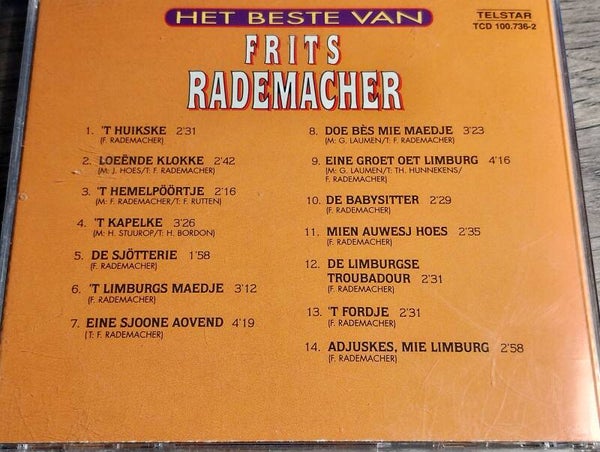 HET BESTE VAN
TELSTAR
TCD 100.736-2
FRITS
RADEMACHER
1. 'T HUIKSKE 2'31
(F. RADEMACHER)
2. LOEËNDE KLOKKE 2'42
(M: J. HOES/T: F. RADEMACHER)
3. 'T HEMELPÖÖRTJE 2'16
(M: F. RADEMACHER/T: F. RUTTEN)
4. 'T KAPELKE 3'26
(M: H. STUUROP/T: H. BORDON)
5. DE SJÖTTERIE 1'58
(F. RADEMACHER)
6. 'T LIMBURGS MAEDJE 3'12
(F. RADEMACHER)
7. EINE SJOONE AOVEND 4'19
(T: F. RADEMACHER)
8. DOE BÈS MIE MAEDJE 3'23
(M: G. LAUMEN/T: F. RADEMACHER)
9. EINE GROET OET LIMBURG 4'16
(M: G. LAUMEN/T: TH. HUNNEKENS/
F. RADEMACHER)
10. DE BABYSITTER 2'29
(F. RADEMACHER)
11. MIEN AUWESJ HOES 2'35
(F. RADEMACHER)
12. DE LIMBURGSE
TROUBADOUR 2'31
(F. RADEMACHER)
13. 'T FORDJE 2'31
(F. RADEMACHER)
14. ADJUSKES, MIE LIMBURG 2'58
(F. RADEMACHER)